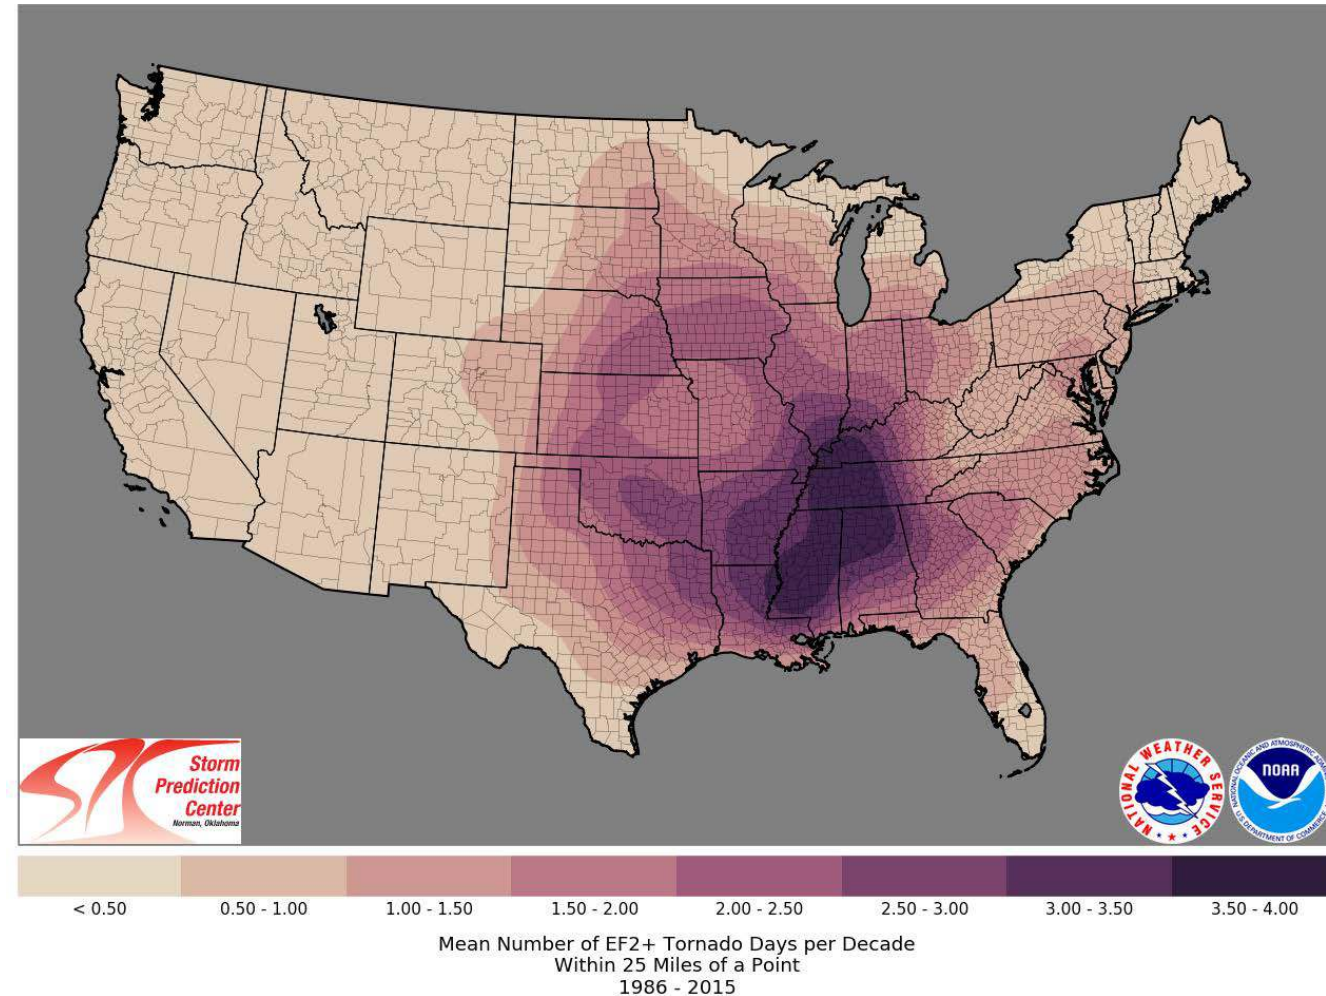 Storm
Prediction
Center
Norman, Oklahoma
NATIONAL WEATHER SERVICE
NOAA
< 0.50
0.50 - 1.00
1.00 - 1.50
1.50 - 2.00
2.00 - 2.50
2.50 - 3.00
3.00 - 3.50
3.50 - 4.00
Mean Number of EF2+ Tornado Days per Decade
Within 25 Miles of a Point
1986 - 2015